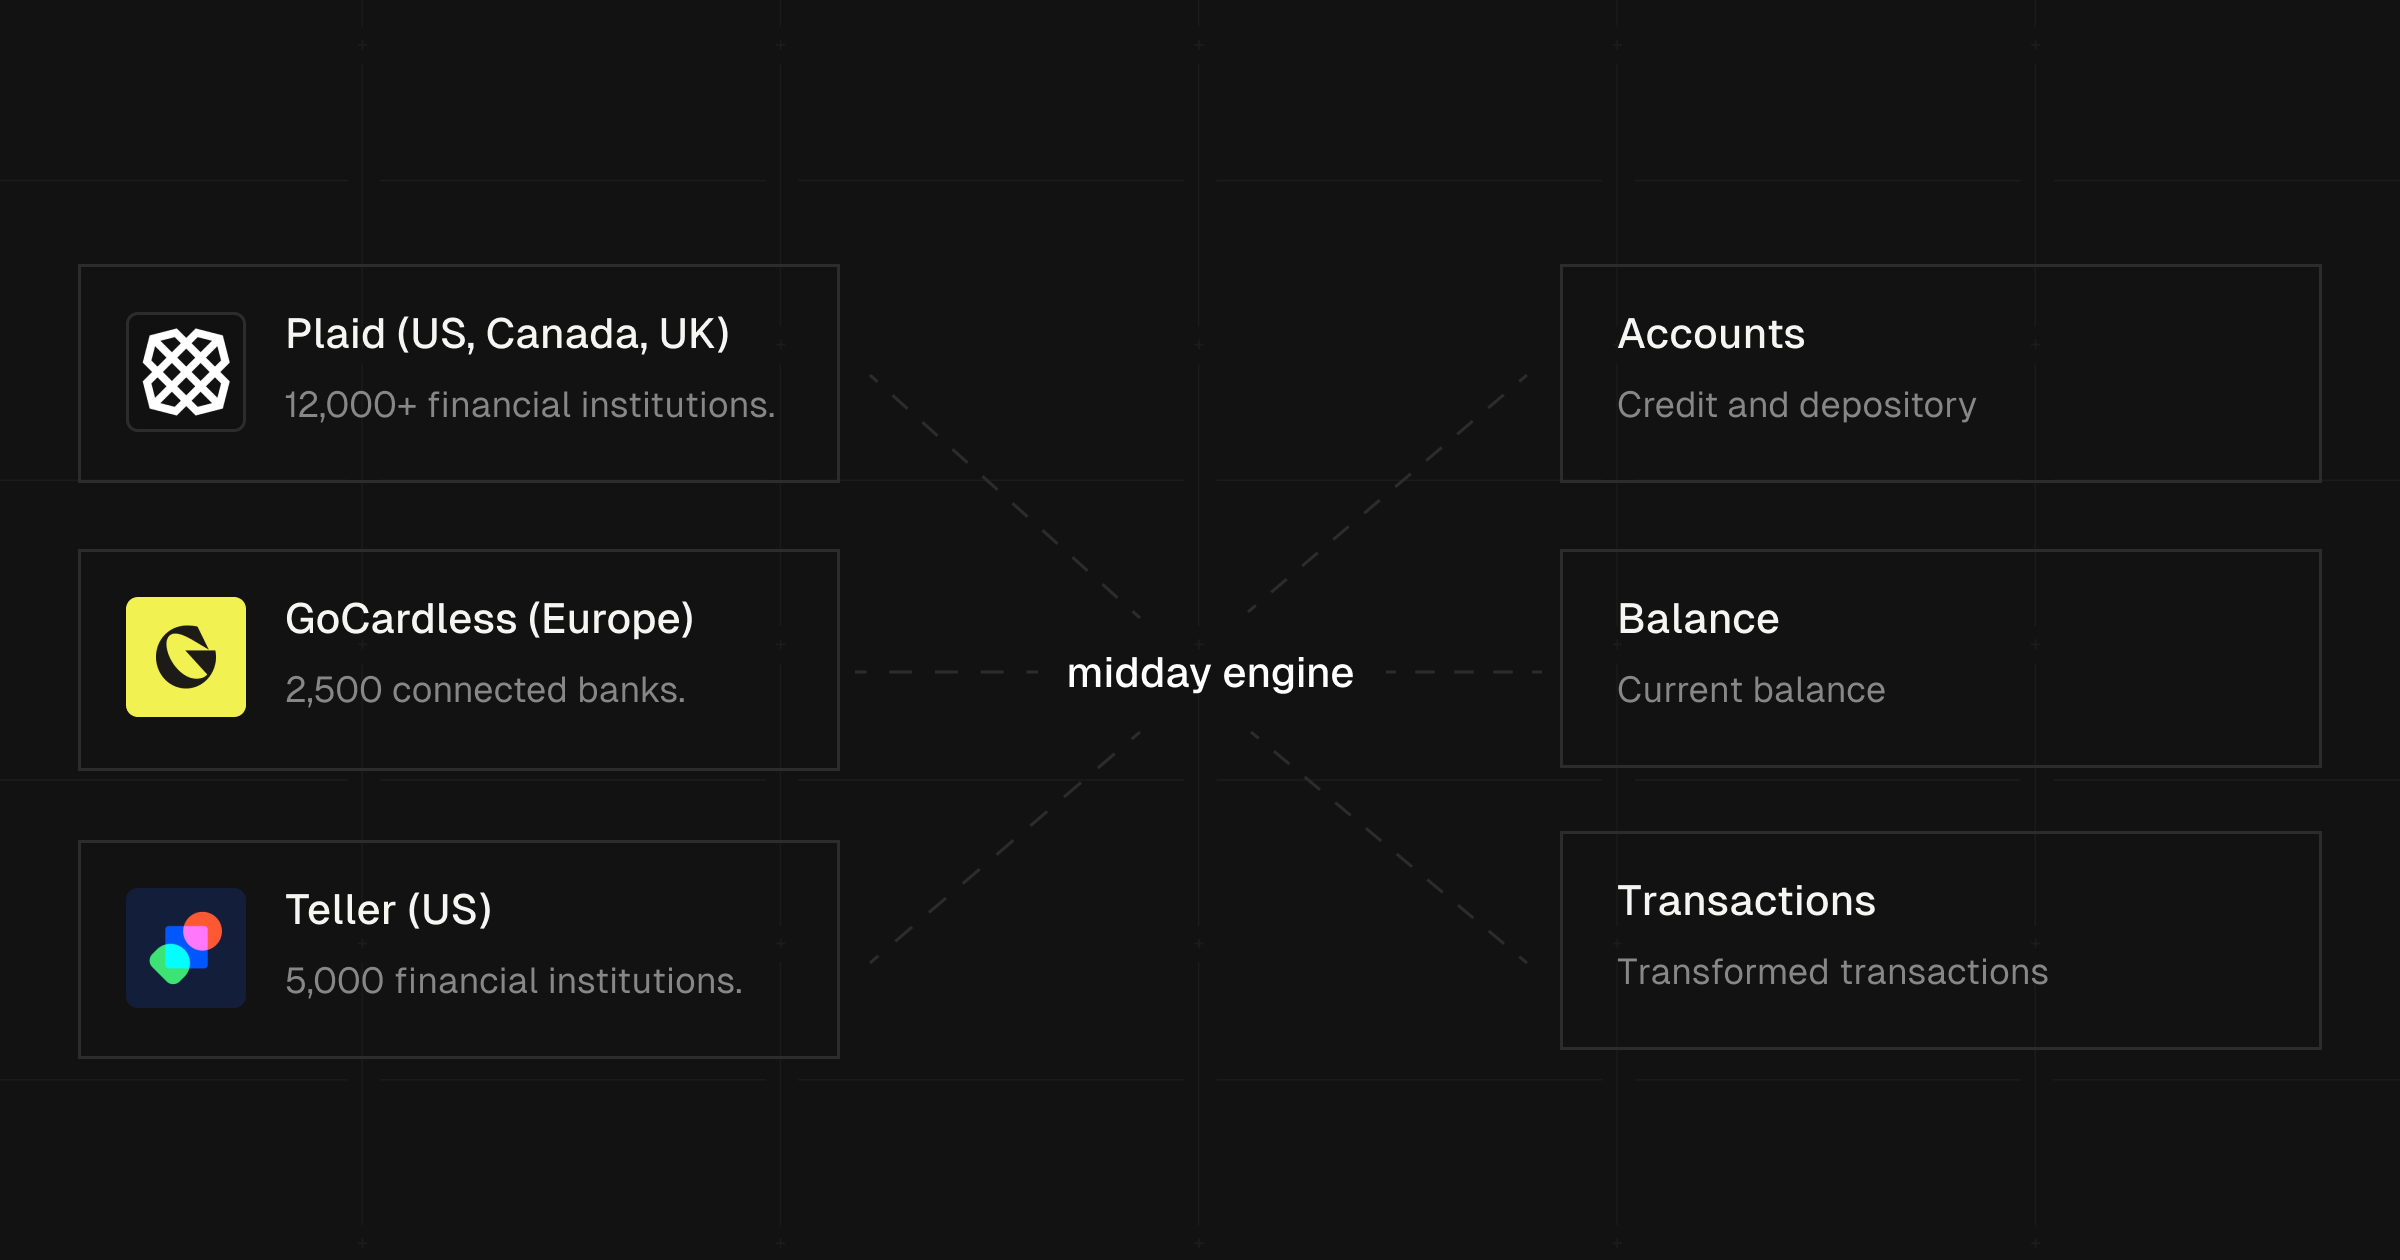 Plaid (US, Canada, UK)
12,000+ financial institutions.
GoCardless (Europe)
2,500 connected banks.
Teller (US)
5,000 financial institutions.
midday engine
Accounts
Credit and depository
Balance
Current balance
Transactions
Transformed transactions